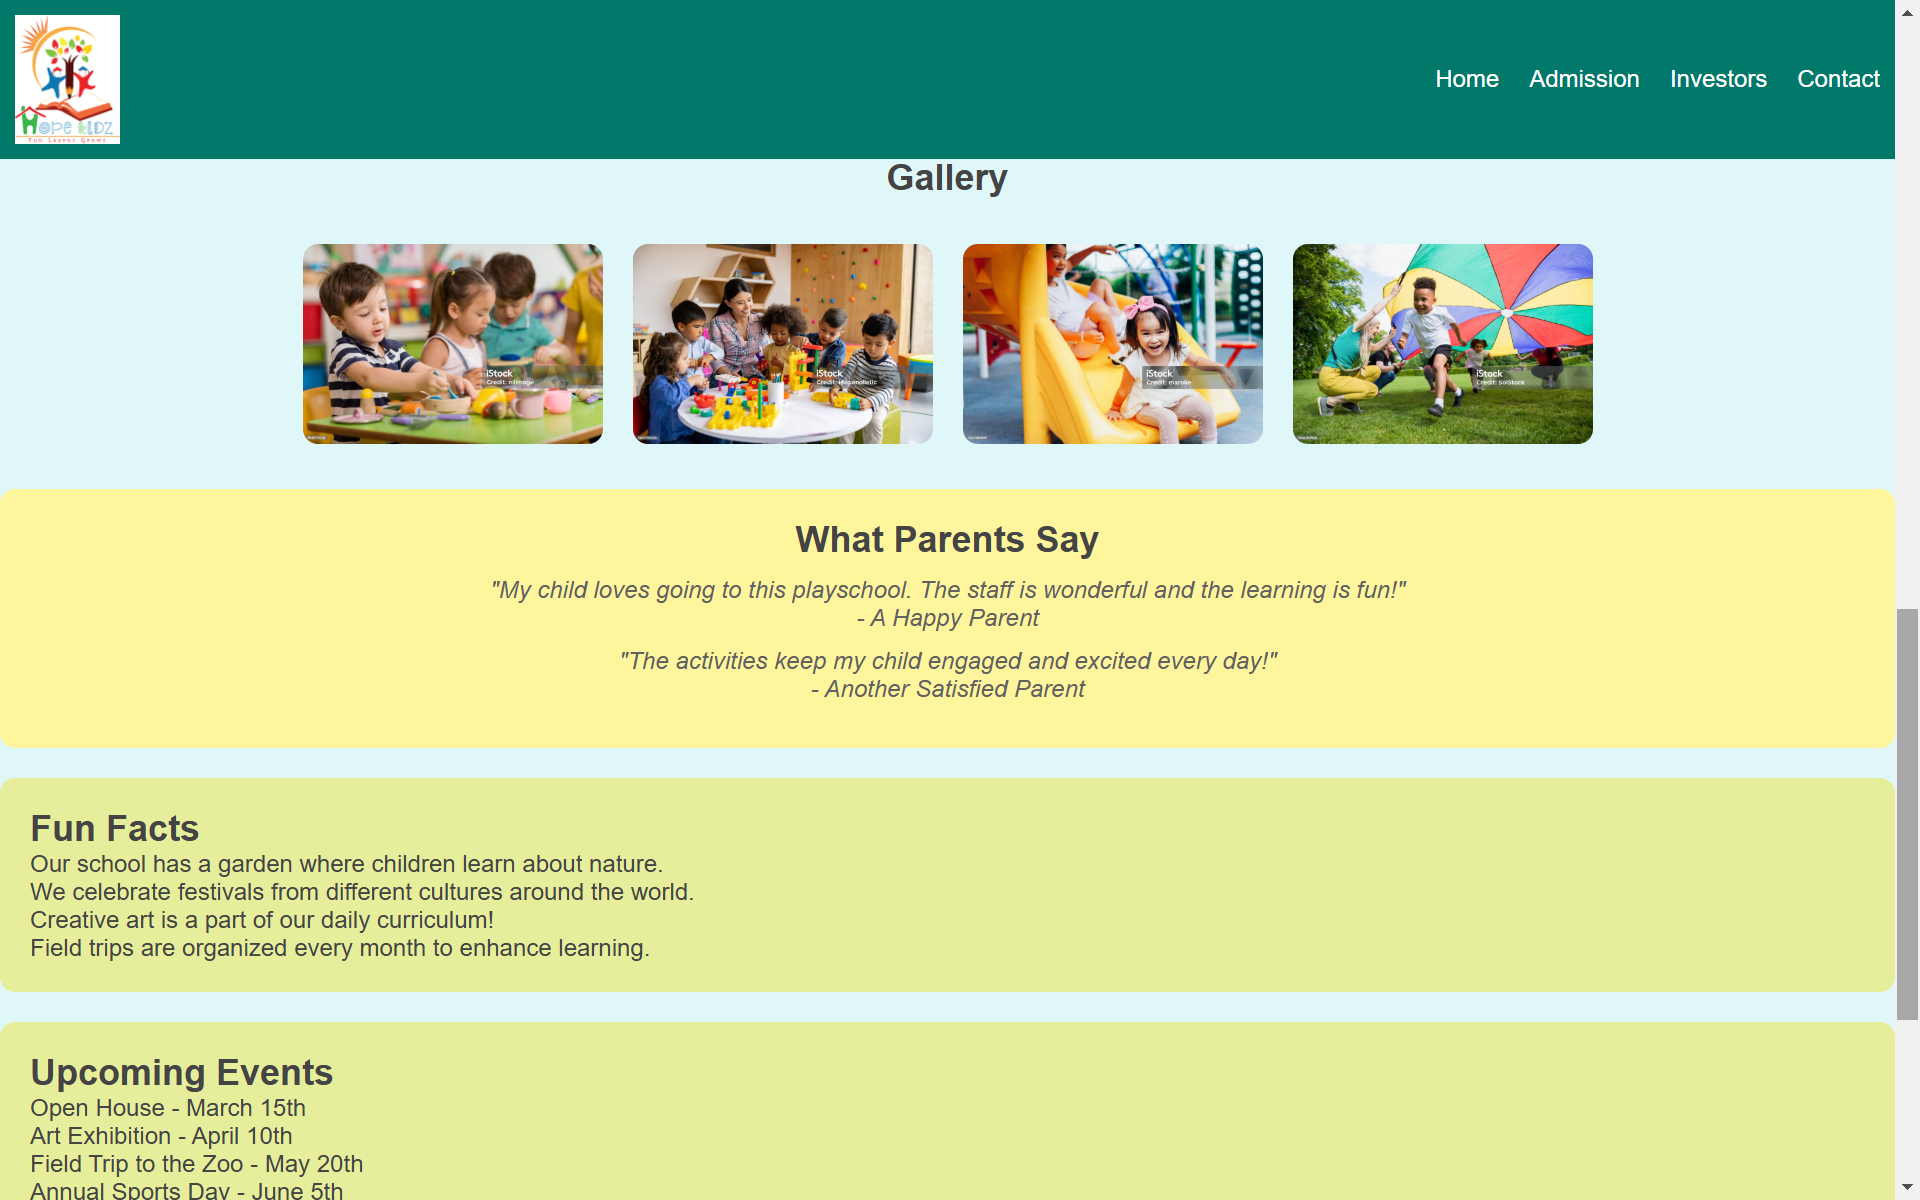 Hope Kidz
Fun Learns Grows
Home Admission Investors Contact
Gallery
iStock
Credit: nilimage
iStock
Credit: Hispanolistic
iStock
Credit: maroke
iStock
Credit: SolStock
What Parents Say
"My child loves going to this playschool. The staff is wonderful and the learning is fun!"
- A Happy Parent
"The activities keep my child engaged and excited every day!"
- Another Satisfied Parent
Fun Facts
Our school has a garden where children learn about nature.
We celebrate festivals from different cultures around the world.
Creative art is a part of our daily curriculum!
Field trips are organized every month to enhance learning.
Upcoming Events
Open House - March 15th
Art Exhibition - April 10th
Field Trip to the Zoo - May 20th
Annual Sports Day - June 5th